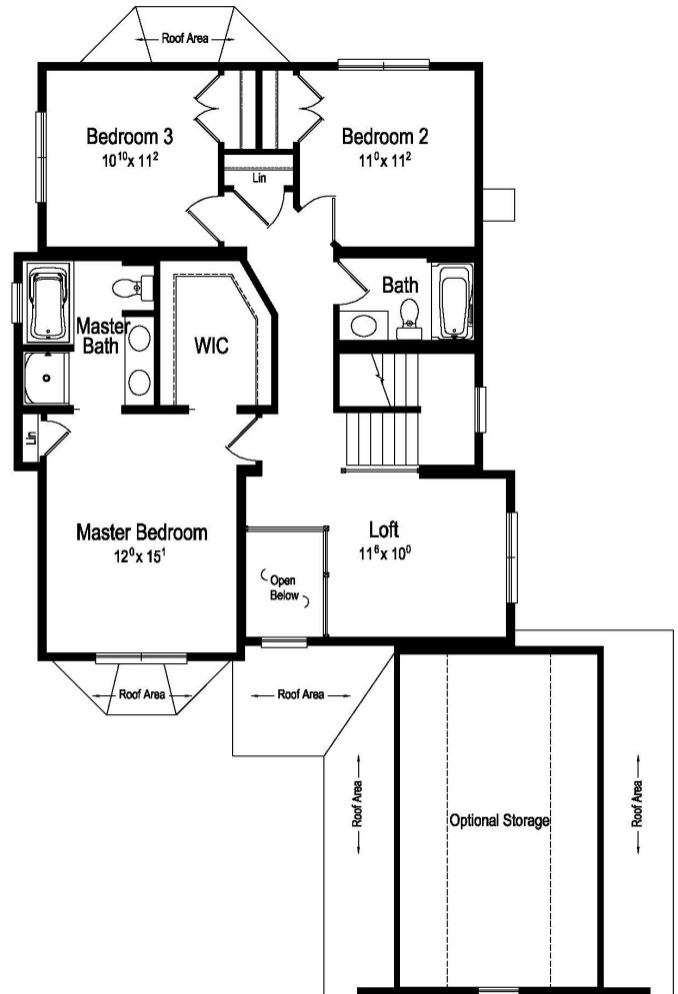 Roof Area
Bedroom 3
10¹⁰x 11²
Bedroom 2
11⁰x 11²
Lin
Bath
Master
Bath
WIC
Lin
Master Bedroom
12⁰x 15¹
Loft
11⁶x 10⁰
Open
Below
Roof Area
Roof Area
Roof Area
Optional Storage
Roof Area